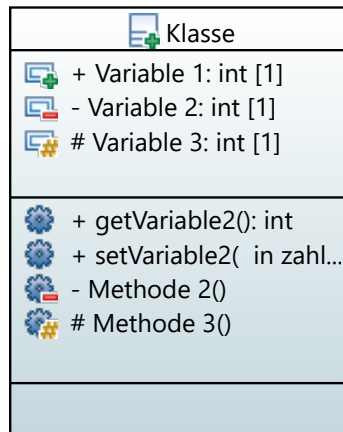 Klasse
+ Variable 1: int [1]
- Variable 2: int [1]
# Variable 3: int [1]
+ getVariable2(): int
+ setVariable2(  in zahl...
- Methode 2()
# Methode 3()